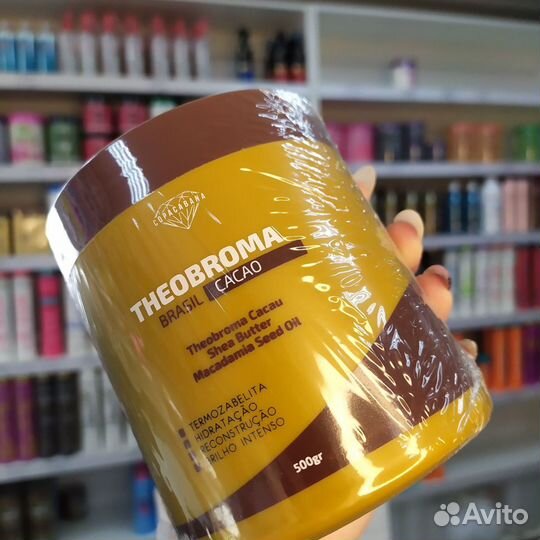 COPACABANA
THEOBROMA
BRASIL | CACAO
Theobroma Cacau
Shea Butter
Macadamia Seed Oil
TERMOZABELITA
HIDRATAÇÃO
RECONSTRUÇÃO
BRILHO INTENSO
500gr
Avito